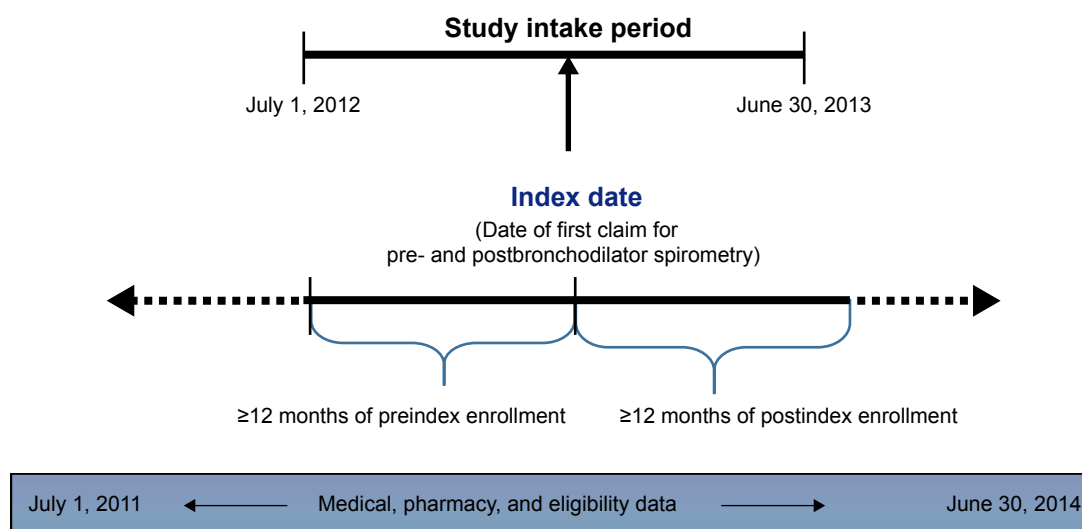 Study intake period
July 1, 2012
June 30, 2013
Index date
(Date of first claim for
pre- and postbronchodilator spirometry)
≥12 months of preindex enrollment
≥12 months of postindex enrollment
July 1, 2011
Medical, pharmacy, and eligibility data
June 30, 2014